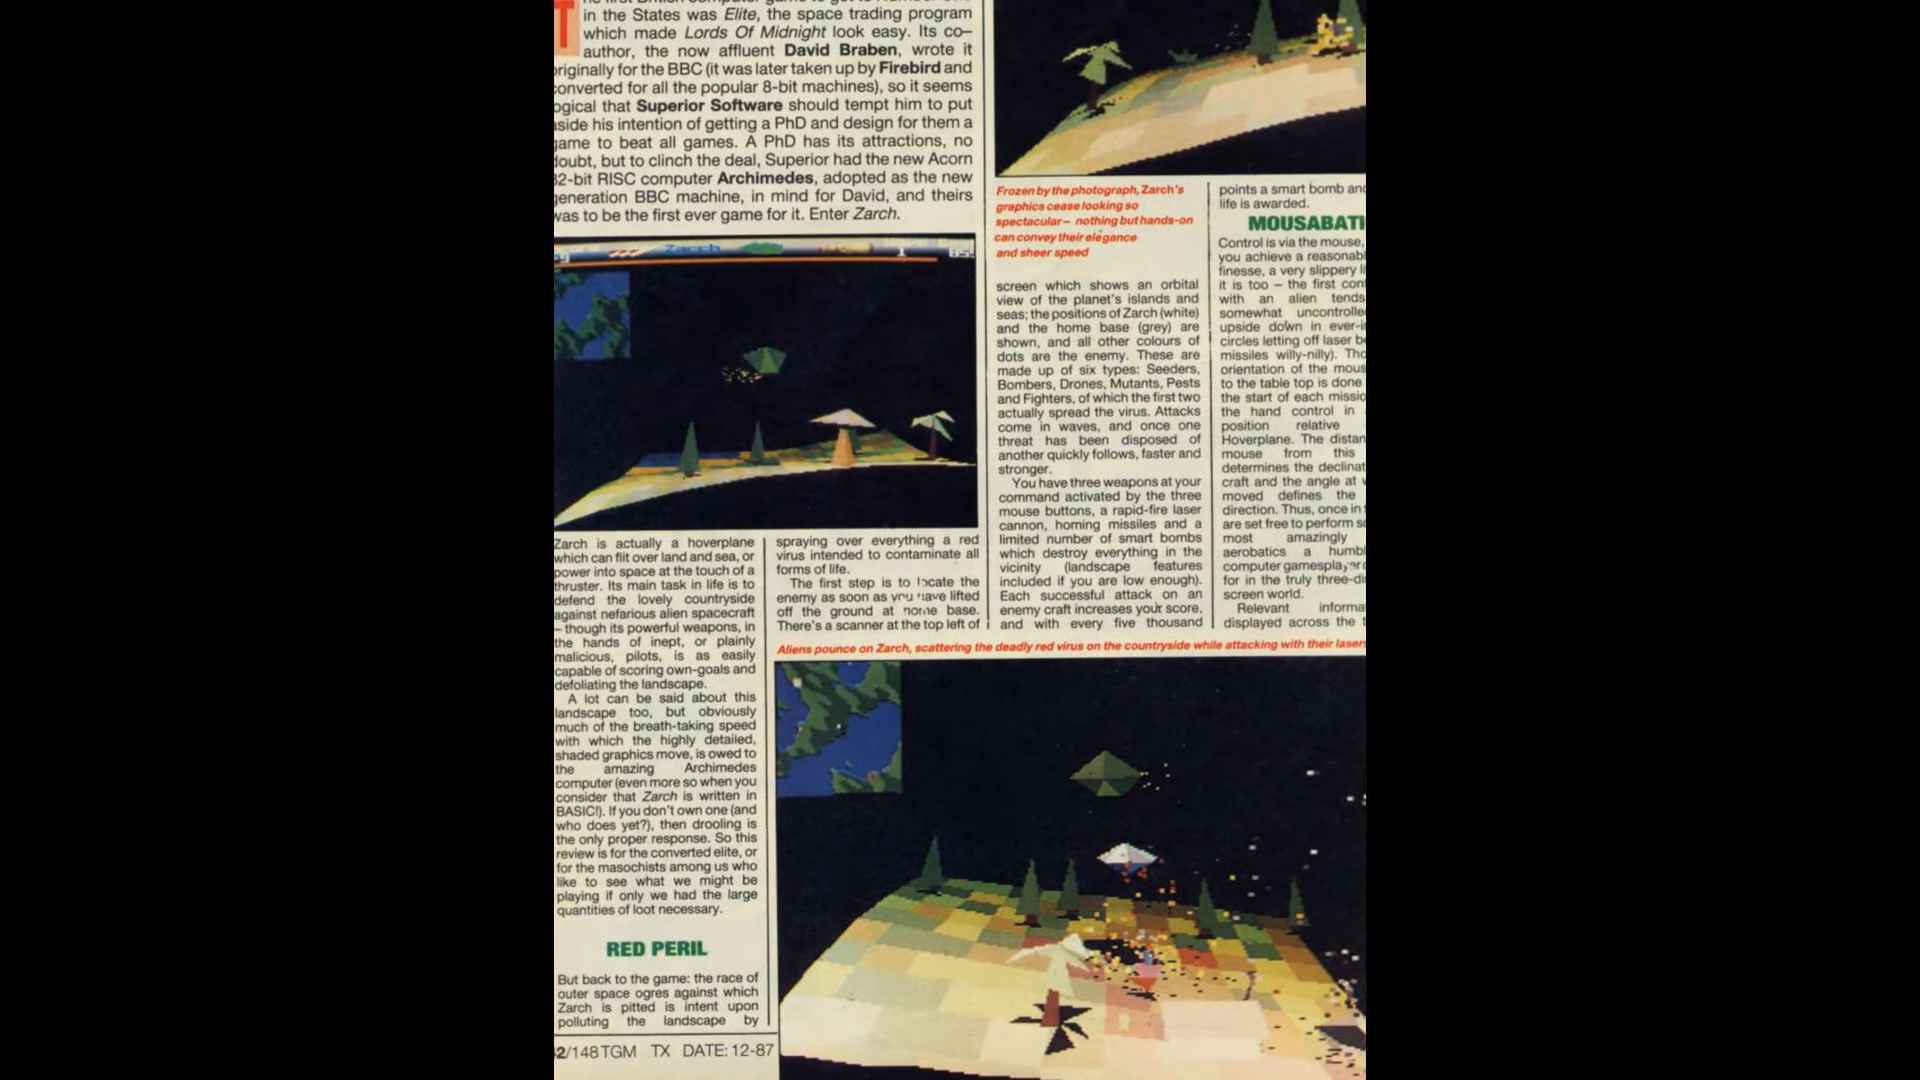 in the States was Elite, the space trading program
which made Lords Of Midnight look easy. Its co–
author, the now affluent David Braben, wrote it
originally for the BBC (it was later taken up by Firebird and
converted for all the popular 8-bit machines), so it seems
ogical that Superior Software should tempt him to put
aside his intention of getting a PhD and design for them a
game to beat all games. A PhD has its attractions, no
doubt, but to clinch the deal, Superior had the new Acorn
32-bit RISC computer Archimedes, adopted as the new
generation BBC machine, in mind for David, and theirs
was to be the first ever game for it. Enter Zarch.
Zarch
1
Zarch is actually a hoverplane
which can flit over land and sea, or
power into space at the touch of a
thruster. Its main task in life is to
defend the lovely countryside
against nefarious alien spacecraft
– though its powerful weapons, in
the hands of inept, or plainly
malicious, pilots, is as easily
capable of scoring own-goals and
defoliating the landscape.
A lot can be said about this
landscape too, but obviously
much of the breath-taking speed
with which the highly detailed,
shaded graphics move, is owed to
the amazing Archimedes
computer (even more so when you
consider that Zarch is written in
BASIC!). If you don't own one (and
who does yet?), then drooling is
the only proper response. So this
review is for the converted elite, or
for the masochists among us who
like to see what we might be
playing if only we had the large
quantities of loot necessary.
RED PERIL
But back to the game: the race of
outer space ogres against which
Zarch is pitted is intent upon
polluting the landscape by
spraying over everything a red
virus intended to contaminate all
forms of life.
The first step is to locate the
enemy as soon as you have lifted
off the ground at home base.
There's a scanner at the top left of
Frozen by the photograph, Zarch's
graphics cease looking so
spectacular – nothing but hands-on
can convey their elegance
and sheer speed
screen which shows an orbital
view of the planet's islands and
seas; the positions of Zarch (white)
and the home base (grey) are
shown, and all other colours of
dots are the enemy. These are
made up of six types: Seeders,
Bombers, Drones, Mutants, Pests
and Fighters, of which the first two
actually spread the virus. Attacks
come in waves, and once one
threat has been disposed of
another quickly follows, faster and
stronger.
You have three weapons at your
command activated by the three
mouse buttons, a rapid-fire laser
cannon, homing missiles and a
limited number of smart bombs
which destroy everything in the
vicinity (landscape features
included if you are low enough).
Each successful attack on an
enemy craft increases your score,
and with every five thousand
points a smart bomb and
life is awarded.
MOUSABATI
Control is via the mouse,
you achieve a reasonabl
finesse, a very slippery li
it is too – the first con
with an alien tends
somewhat uncontrolle
upside down in ever-i
circles letting off laser b
missiles willy-nilly). Th
orientation of the mous
to the table top is done
the start of each missio
the hand control in
position relative
Hoverplane. The distan
mouse from this
determines the declinat
craft and the angle at
moved defines the
direction. Thus, once in
are set free to perform s
most amazingly
aerobatics a humbl
computer gamesplayer c
for in the truly three-di
screen world.
Relevant informa
displayed across the t
Aliens pounce on Zarch, scattering the deadly red virus on the countryside while attacking with their laser
2/148 TGM TX DATE: 12-87